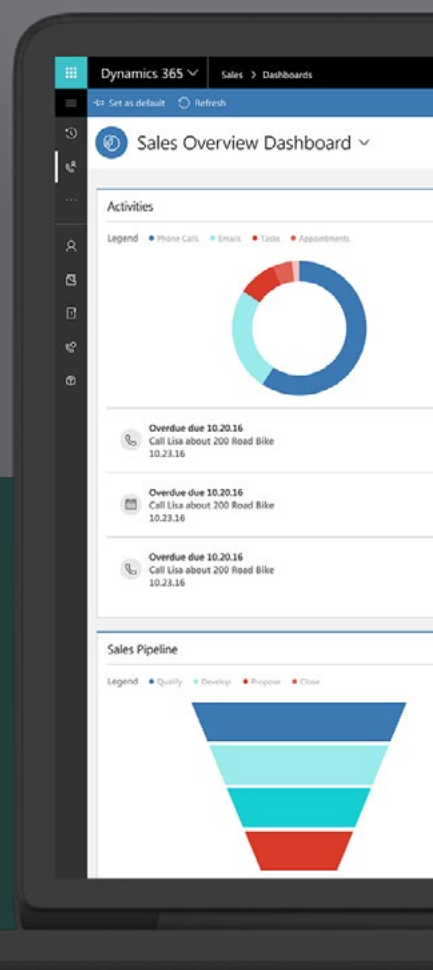 Dynamics 365
Sales > Dashboards
Set as default
Refresh
Sales Overview Dashboard
Activities
Legend Phone Calls Emails Tasks Appointments
Overdue due 10.20.16
Call Lisa about 200 Road Bike
10.23.16
Overdue due 10.20.16
Call Lisa about 200 Road Bike
10.23.16
Overdue due 10.20.16
Call Lisa about 200 Road Bike
10.23.16
Sales Pipeline
Legend Qualify Develop Propose Close